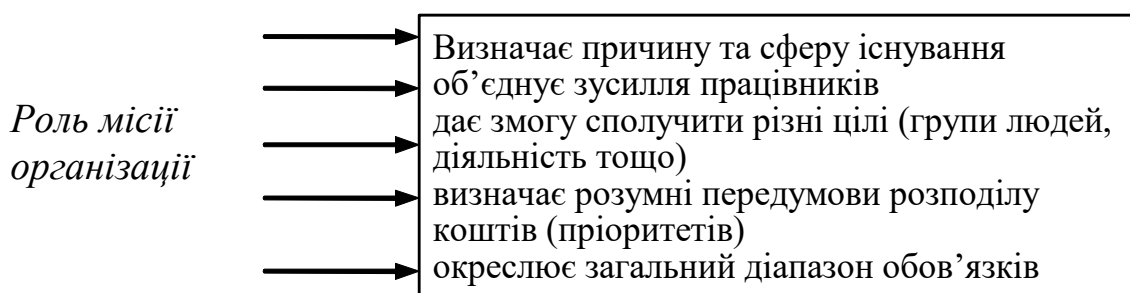 Роль місії
організації
Визначає причину та сферу існування
об’єднує зусилля працівників
дає змогу сполучити різні цілі (групи людей,
діяльність тощо)
визначає розумні передумови розподілу
коштів (пріоритетів)
окреслює загальний діапазон обов’язків